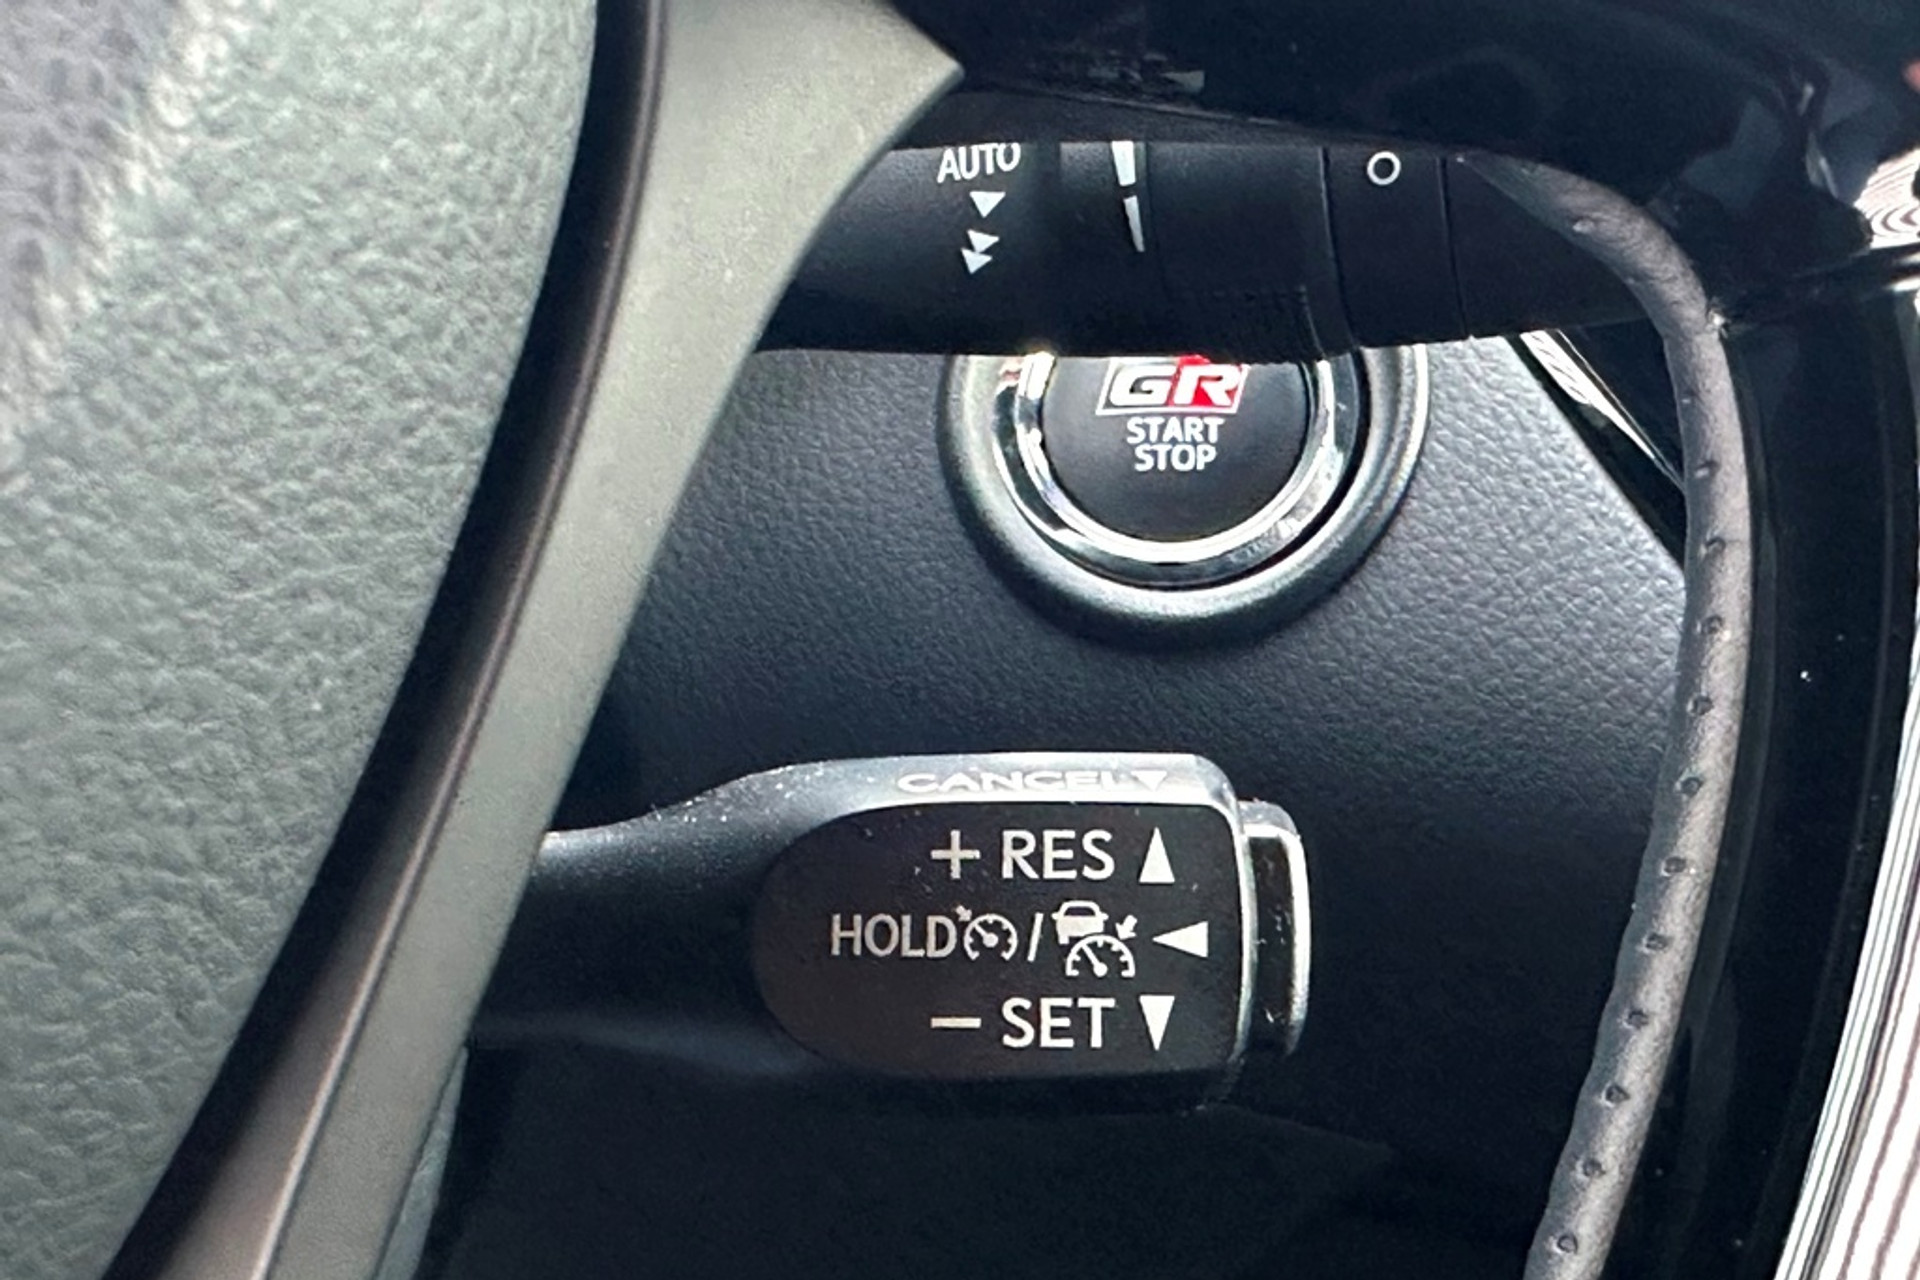 AUTO
GR
START
STOP
CANCEL
+ RES
HOLD /
− SET